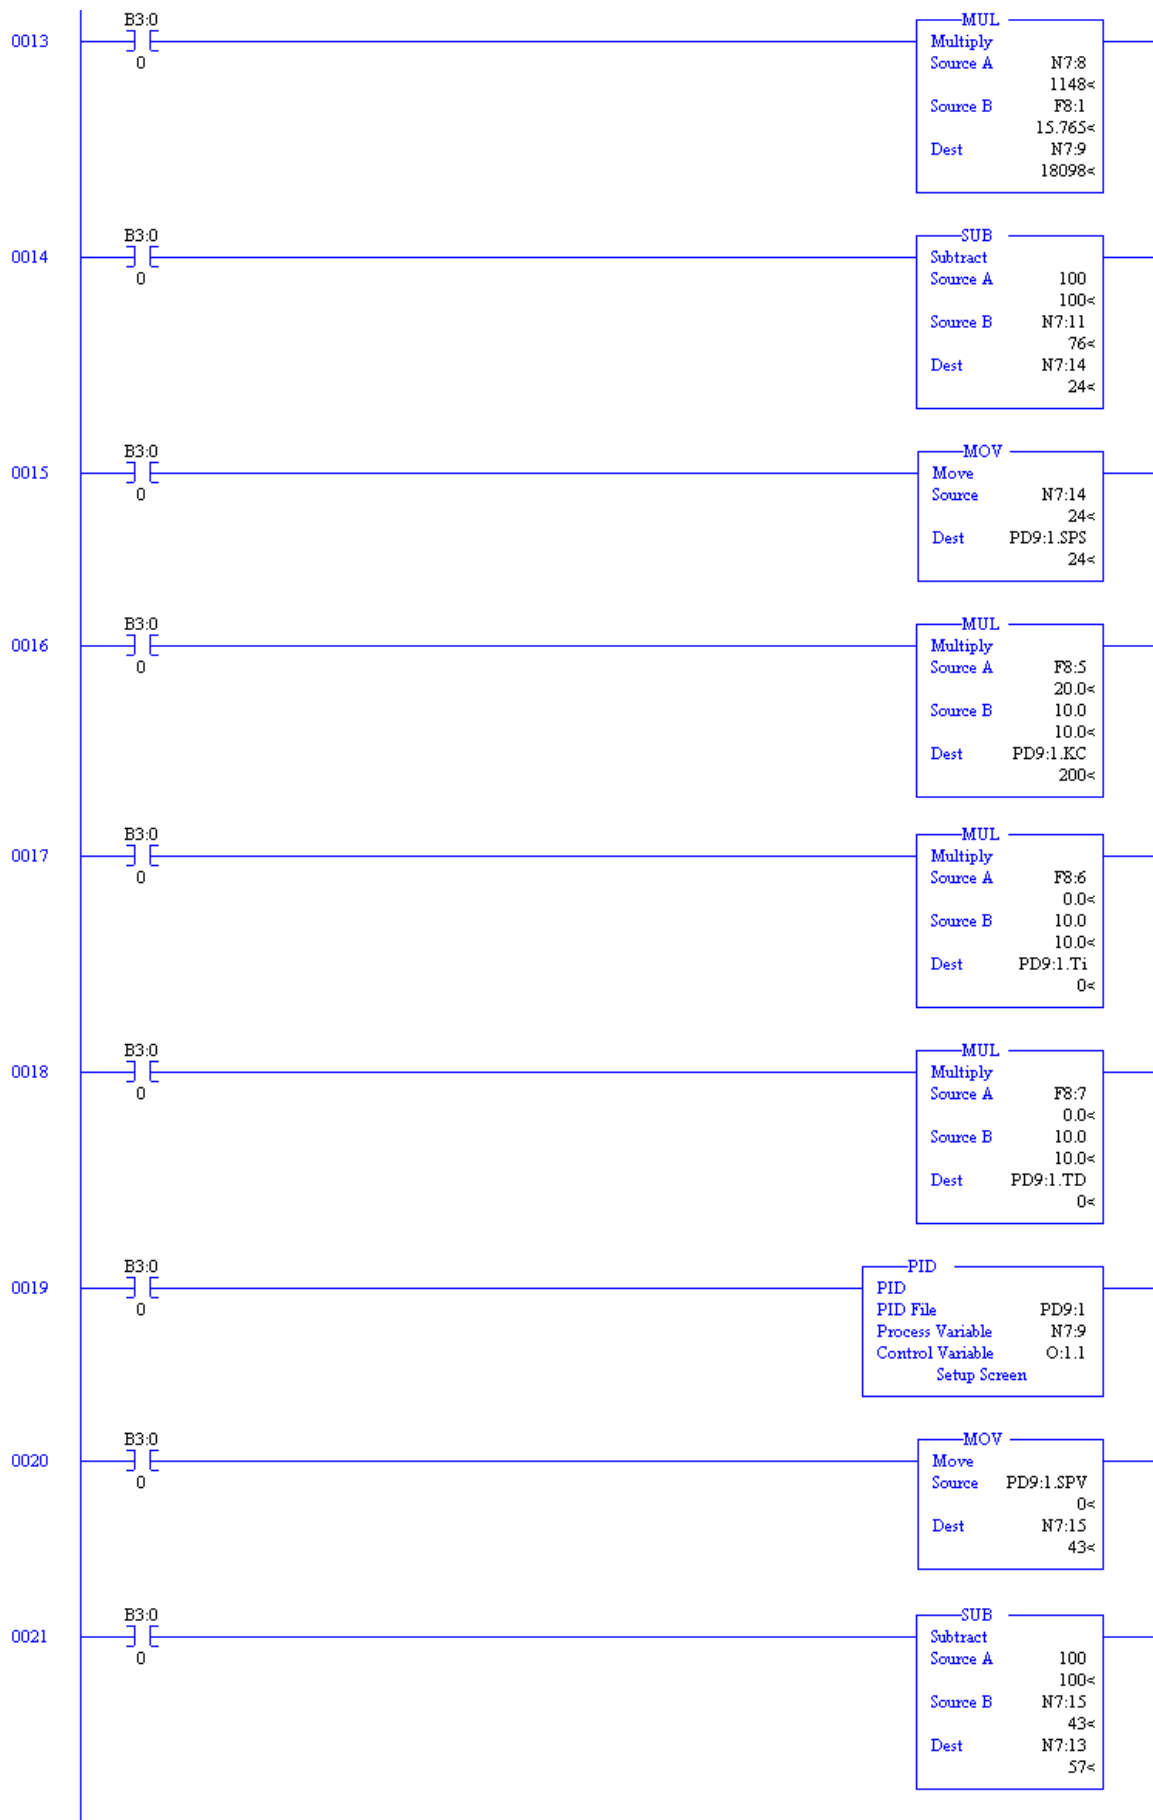 B3:0
0013
0
MUL
Multiply
Source A N7:8
1148<
Source B F8:1
15.765<
Dest N7:9
18098<
B3:0
0014
0
SUB
Subtract
Source A 100
100<
Source B N7:11
76<
Dest N7:14
24<
B3:0
0015
0
MOV
Move
Source N7:14
24<
Dest PD9:1.SPS
24<
B3:0
0016
0
MUL
Multiply
Source A F8:5
20.0<
Source B 10.0
10.0<
Dest PD9:1.KC
200<
B3:0
0017
0
MUL
Multiply
Source A F8:6
0.0<
Source B 10.0
10.0<
Dest PD9:1.Ti
0<
B3:0
0018
0
MUL
Multiply
Source A F8:7
0.0<
Source B 10.0
10.0<
Dest PD9:1.TD
0<
B3:0
0019
0
PID
PID
PID File PD9:1
Process Variable N7:9
Control Variable O:1.1
Setup Screen
B3:0
0020
0
MOV
Move
Source PD9:1.SPV
0<
Dest N7:15
43<
B3:0
0021
0
SUB
Subtract
Source A 100
100<
Source B N7:15
43<
Dest N7:13
57<